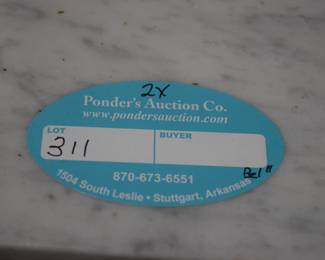 2x
Ponder's Auction Co.
www.pondersauction.com
LOT BUYER
311
870-673-6551
1504 South Leslie • Stuttgart, Arkansas